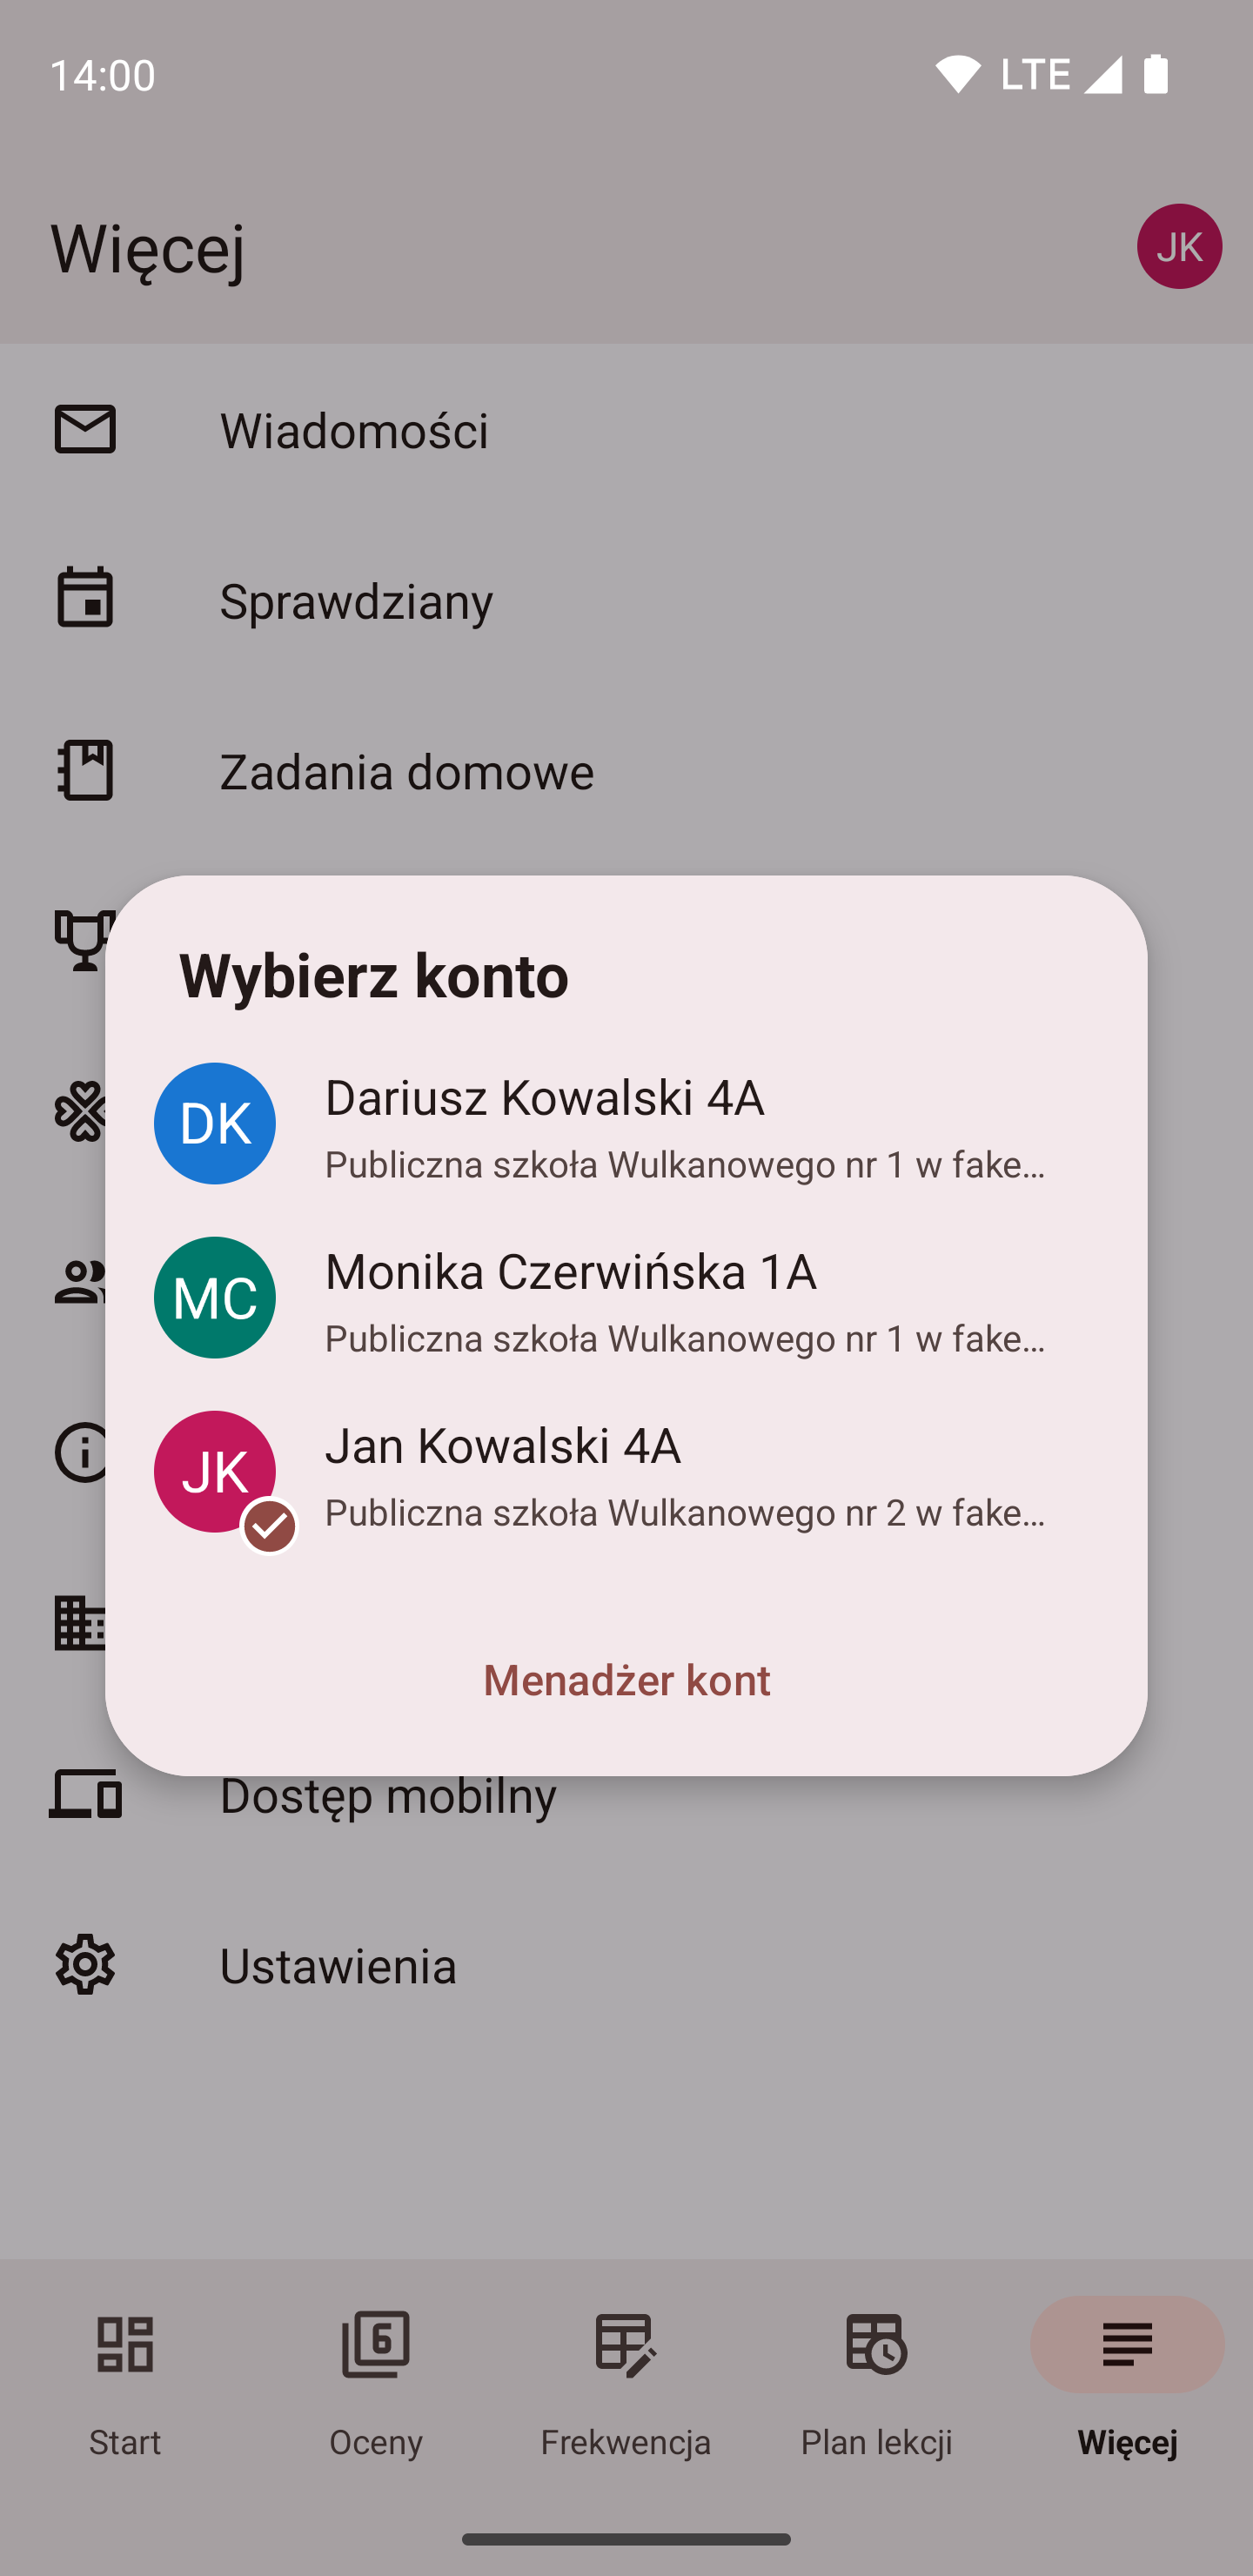 14:00 LTE
Więcej JK
Wiadomości
Sprawdziany
Zadania domowe
Wybierz konto
DK Dariusz Kowalski 4A
Publiczna szkoła Wulkanowego nr 1 w fake...
MC Monika Czerwińska 1A
Publiczna szkoła Wulkanowego nr 1 w fake...
JK Jan Kowalski 4A
Publiczna szkoła Wulkanowego nr 2 w fake...
Menadżer kont
Dostęp mobilny
Ustawienia
6
Start Oceny Frekwencja Plan lekcji Więcej